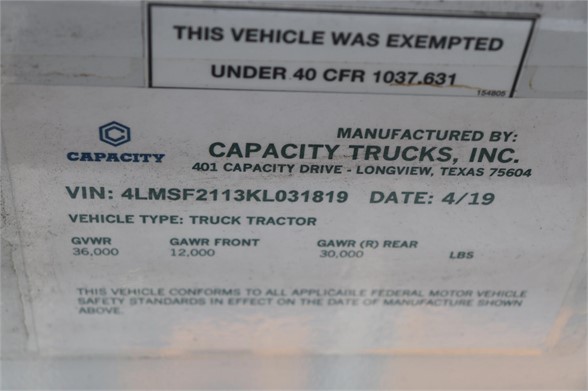 THIS VEHICLE WAS EXEMPTED
UNDER 40 CFR 1037.631
154805
CAPACITY
MANUFACTURED BY:
CAPACITY TRUCKS, INC.
401 CAPACITY DRIVE - LONGVIEW, TEXAS 75604
VIN: 4LMSF2113KL031819 DATE: 4/19
VEHICLE TYPE: TRUCK TRACTOR
GVWR GAWR FRONT GAWR (R) REAR
36,000 12,000 30,000 LBS
THIS VEHICLE CONFORMS TO ALL APPLICABLE FEDERAL MOTOR VEHICLE
SAFETY STANDARDS IN EFFECT ON THE DATE OF MANUFACTURE SHOWN
ABOVE.